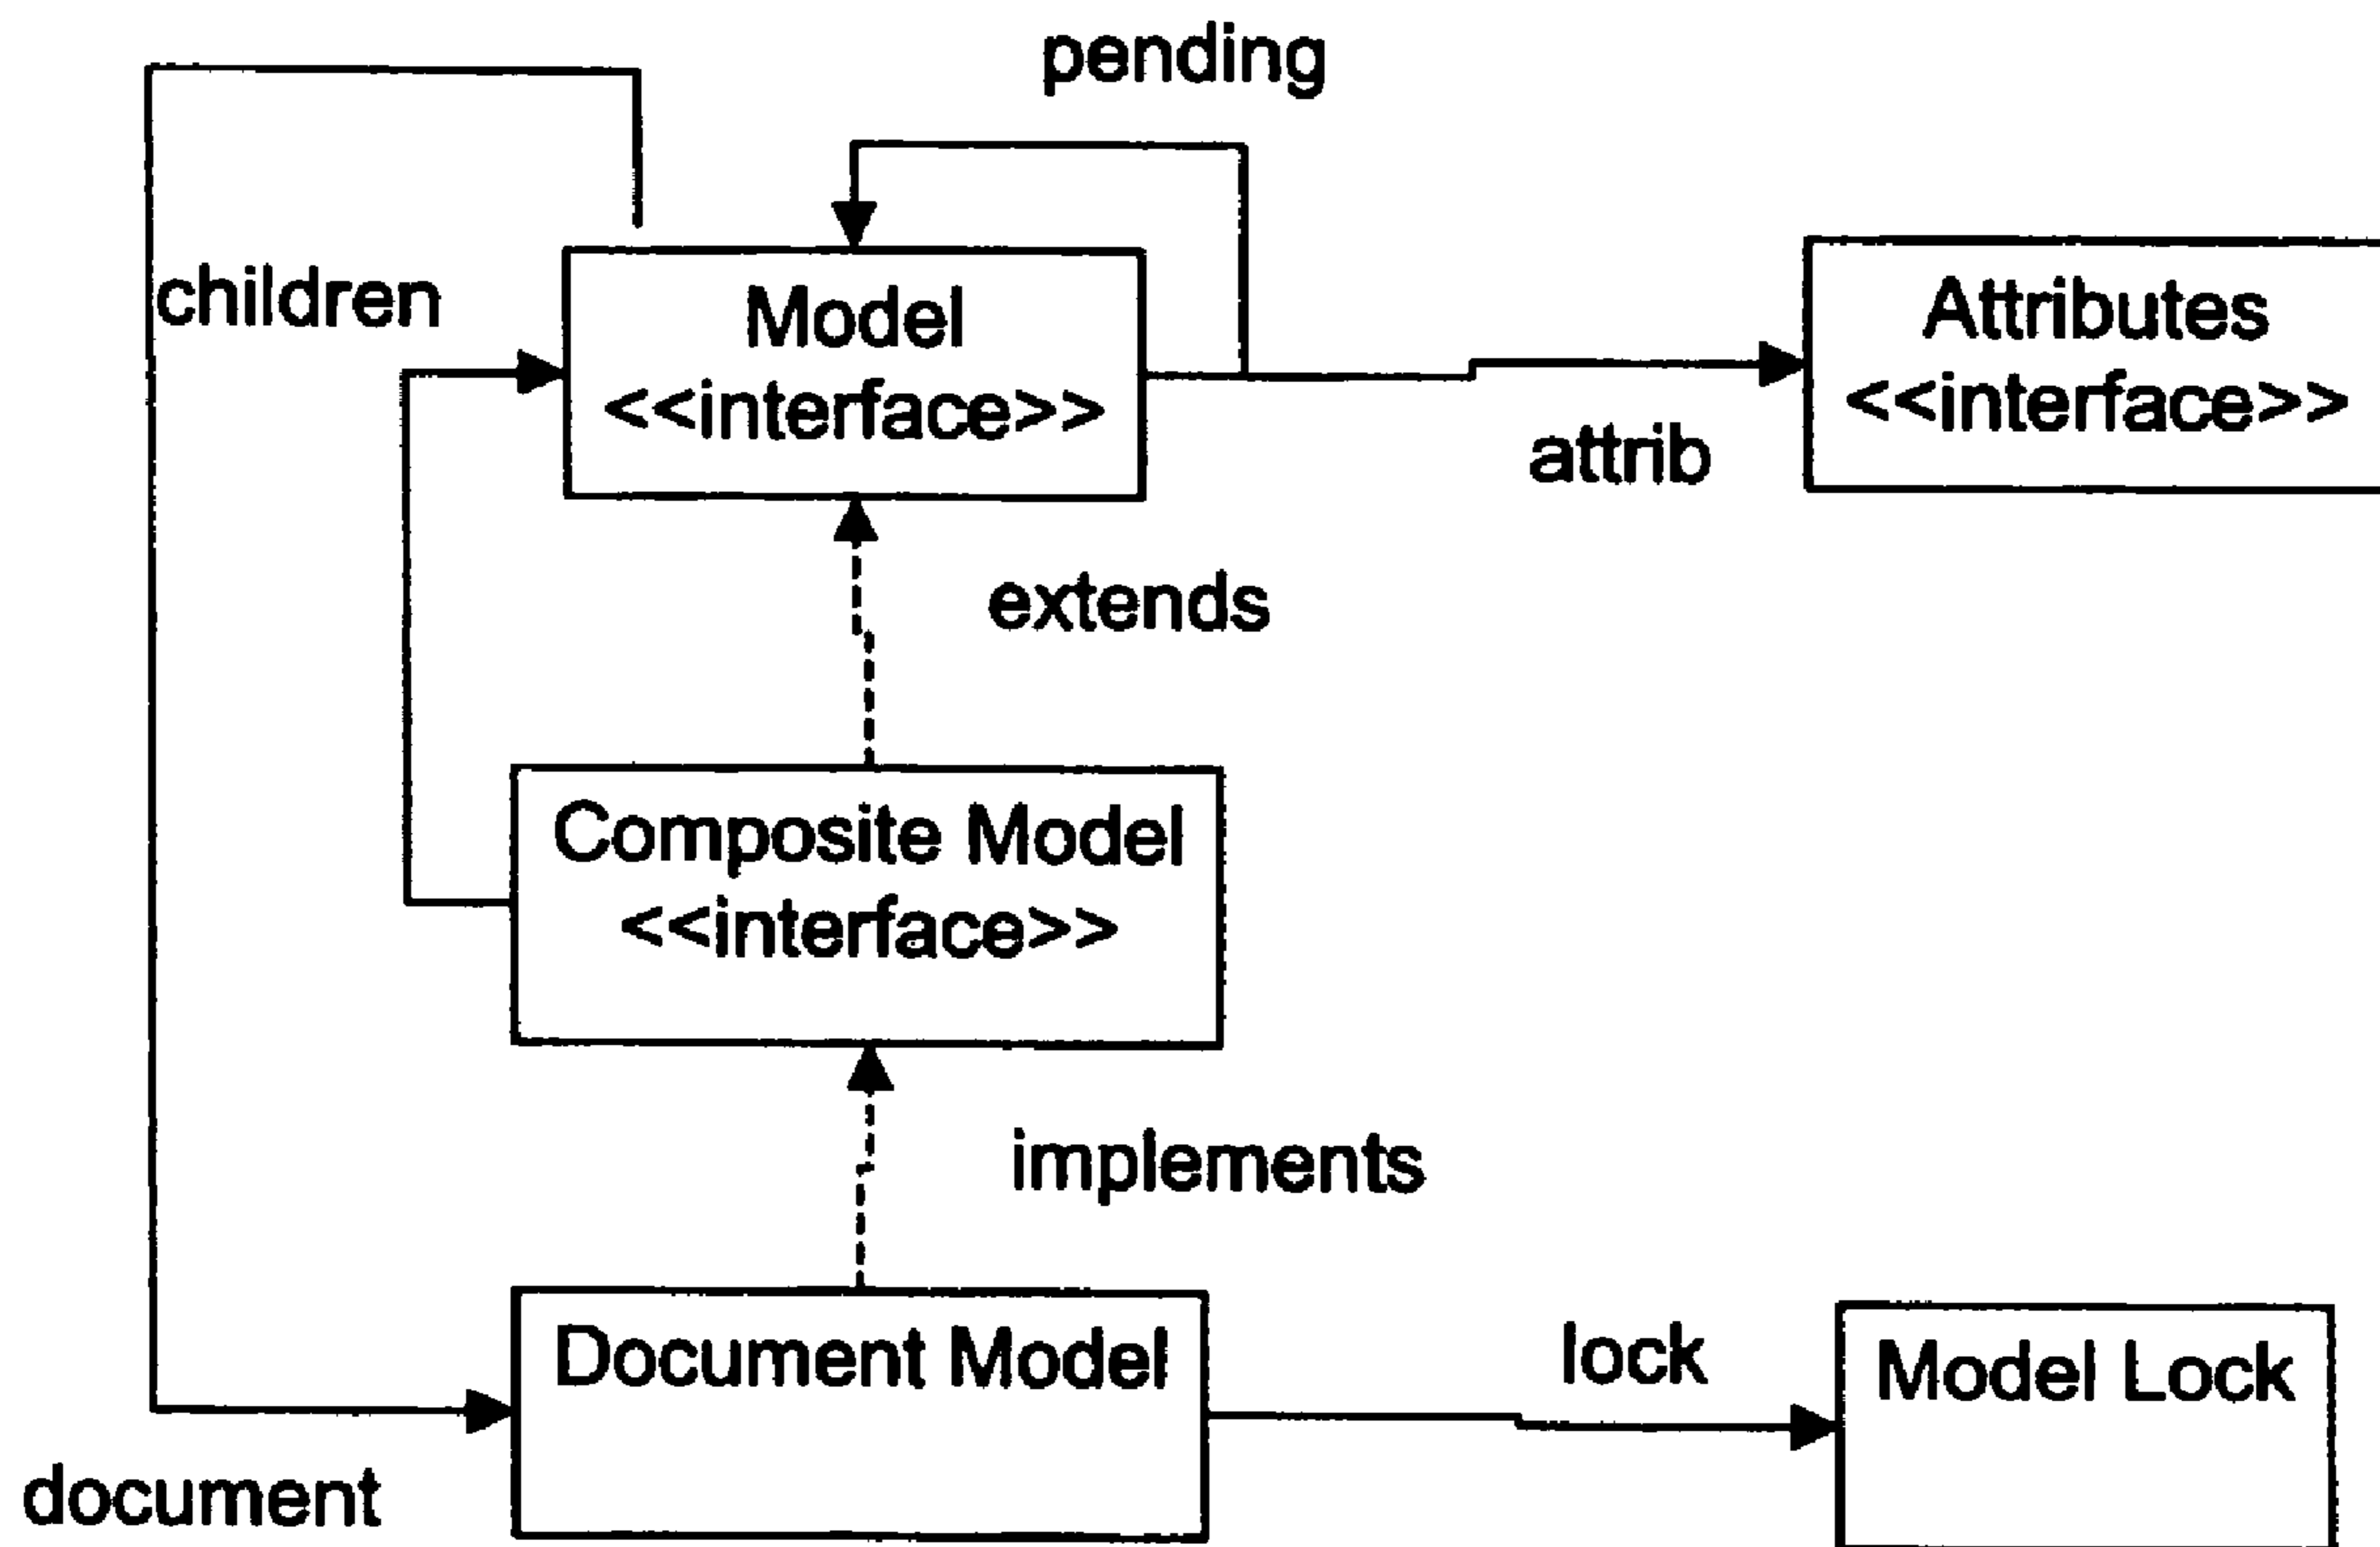 pending
children
Model
<<interface>>
Attributes
<<interface>>
attrib
extends
Composite Model
<<interface>>
implements
Document Model
lock
Model Lock
document